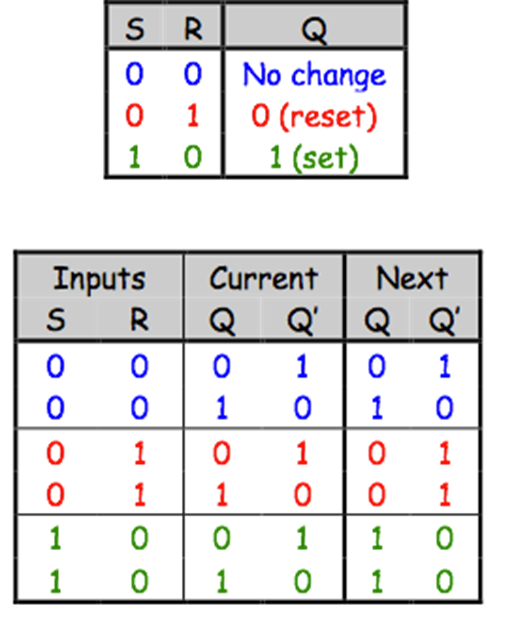 S R Q
0 0 No change
0 1 0 (reset)
1 0 1 (set)
Inputs Current Next
S R Q Q' Q Q'
0 0 0 1 0 1
0 0 1 0 1 0
0 1 0 1 0 1
0 1 1 0 0 1
1 0 0 1 1 0
1 0 1 0 1 0